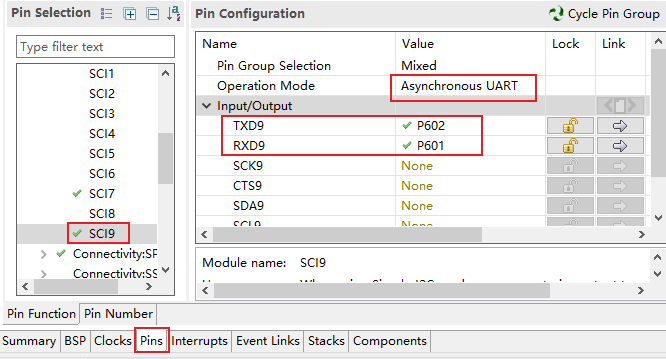 Pin Selection
Type filter text
SCI1
SCI2
SCI3
SCI4
SCI5
SCI6
SCI7
SCI8
SCI9
Connectivity:SP
Connectivity:SS
Pin Function Pin Number
Pin Configuration
Cycle Pin Group
Name Value Lock Link
Pin Group Selection Mixed
Operation Mode Asynchronous UART
Input/Output
TXD9 P602
RXD9 P601
SCK9 None
CTS9 None
SDA9 None
SCL9 None
Module name: SCI9
Summary BSP Clocks Pins Interrupts Event Links Stacks Components